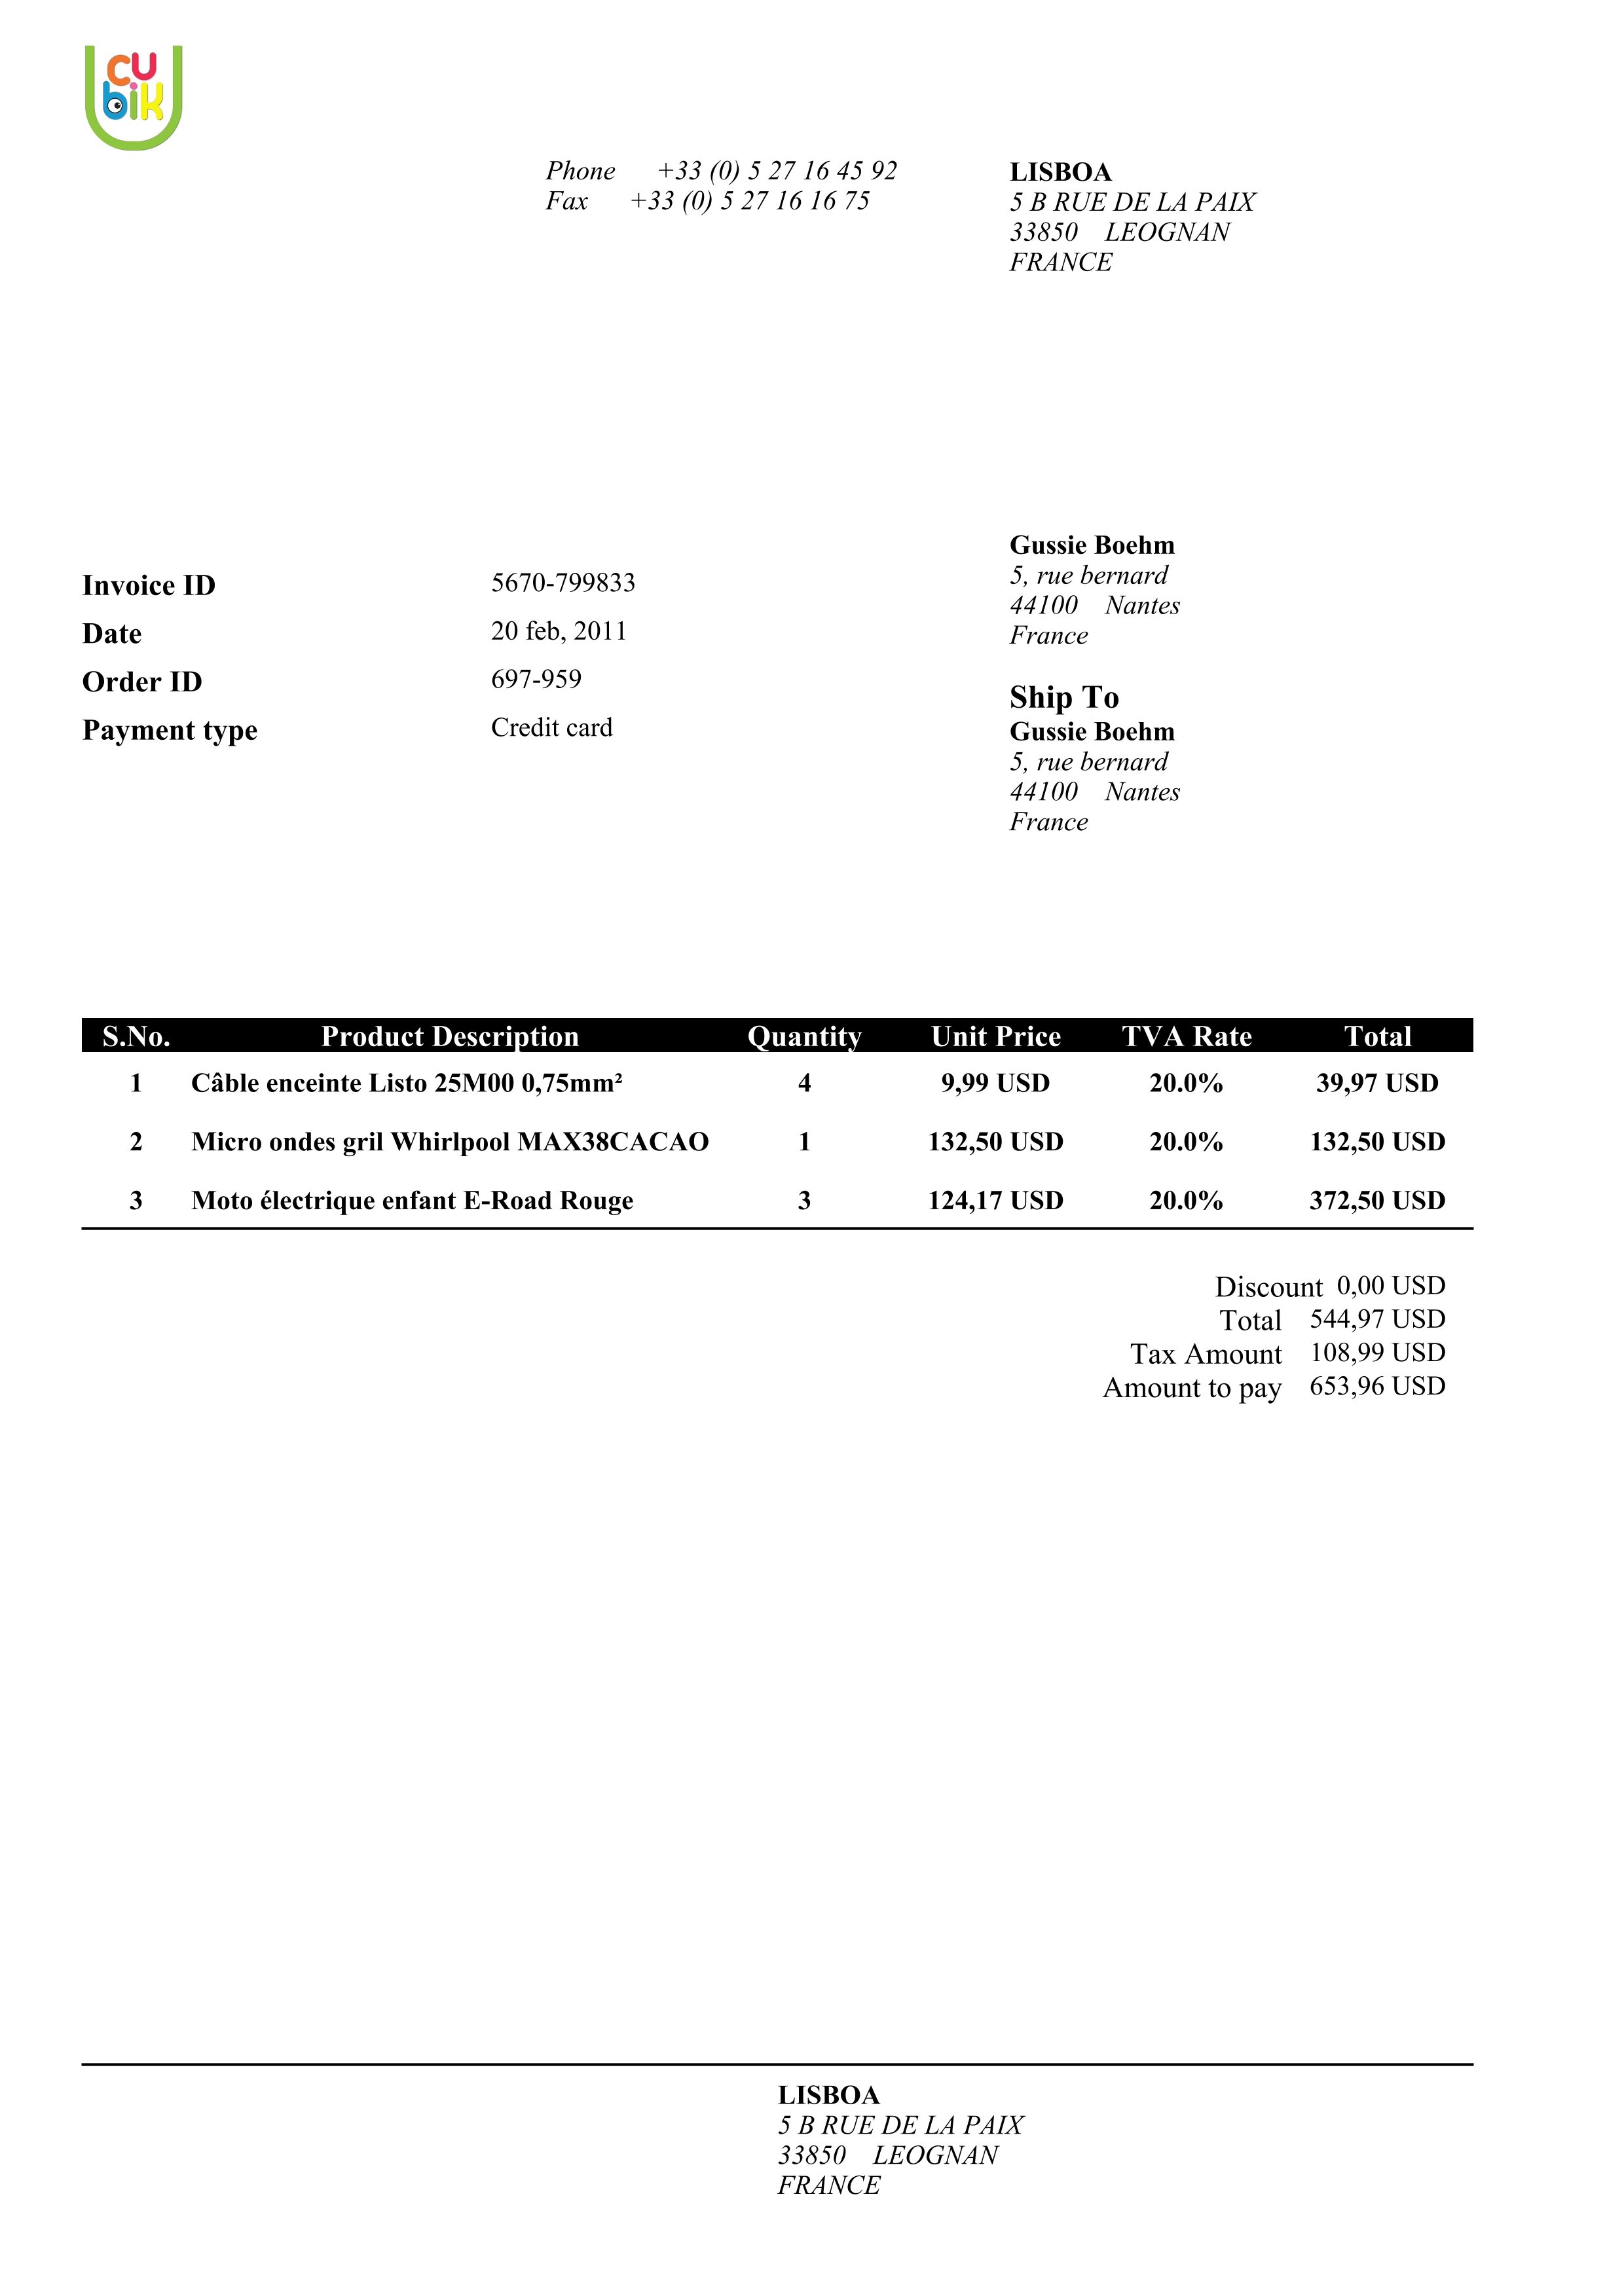 cu
bik
Phone +33 (0) 5 27 16 45 92
Fax +33 (0) 5 27 16 16 75
LISBOA
5 B RUE DE LA PAIX
33850 LEOGNAN
FRANCE
Invoice ID 5670-799833
Date 20 feb, 2011
Order ID 697-959
Payment type Credit card
Gussie Boehm
5, rue bernard
44100 Nantes
France
Ship To
Gussie Boehm
5, rue bernard
44100 Nantes
France
S.No. Product Description Quantity Unit Price TVA Rate Total
1 Câble enceinte Listo 25M00 0,75mm² 4 9,99 USD 20.0% 39,97 USD
2 Micro ondes gril Whirlpool MAX38CACAO 1 132,50 USD 20.0% 132,50 USD
3 Moto électrique enfant E-Road Rouge 3 124,17 USD 20.0% 372,50 USD
Discount 0,00 USD
Total 544,97 USD
Tax Amount 108,99 USD
Amount to pay 653,96 USD
LISBOA
5 B RUE DE LA PAIX
33850 LEOGNAN
FRANCE